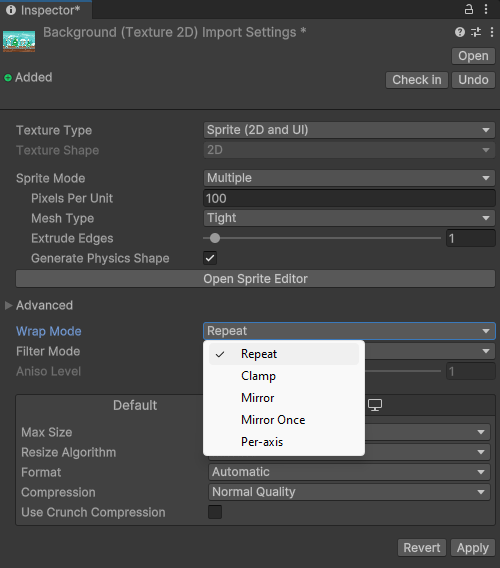 Inspector*
Background (Texture 2D) Import Settings *
Open
Added
Check in Undo
Texture Type Sprite (2D and UI)
Texture Shape 2D
Sprite Mode Multiple
Pixels Per Unit 100
Mesh Type Tight
Extrude Edges 1
Generate Physics Shape
Open Sprite Editor
Advanced
Wrap Mode Repeat
Filter Mode
Aniso Level 1
Repeat
Clamp
Mirror
Mirror Once
Per-axis
Default
Max Size
Resize Algorithm
Format Automatic
Compression Normal Quality
Use Crunch Compression
Revert Apply